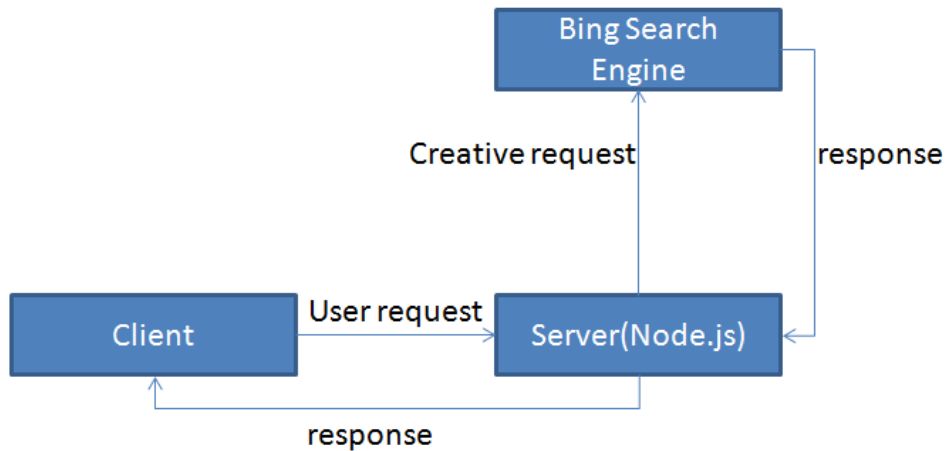 Bing Search
Engine
Creative request
response
User request
Client
Server(Node.js)
response